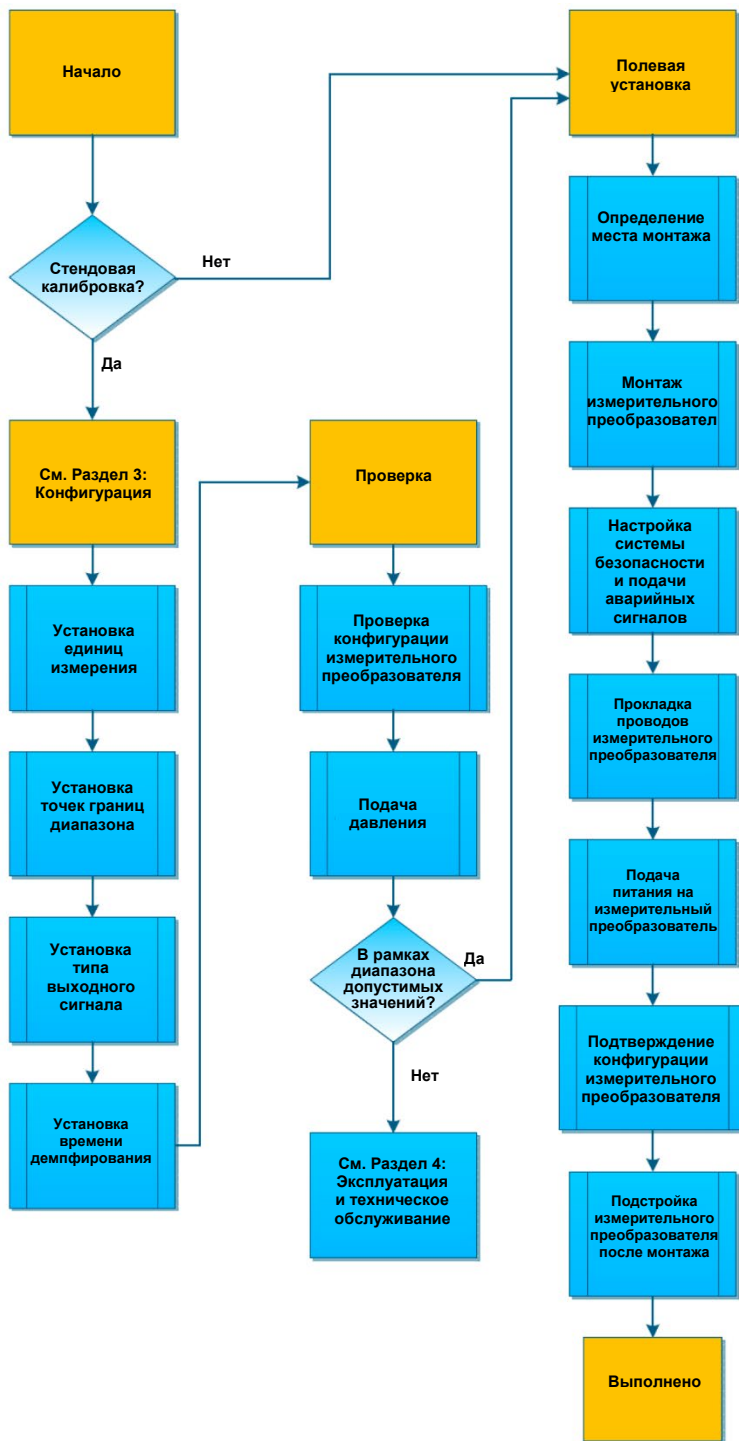 Начало
Стендовая
калибровка?
Нет
Да
См. Раздел 3:
Конфигурация
Установка
единиц
измерения
Установка
точек границ
диапазона
Установка
типа
выходного
сигнала
Установка
времени
демпфирования
Проверка
Проверка
конфигурации
измерительного
преобразователя
Подача
давления
В рамках
диапазона
допустимых
значений?
Да
Нет
См. Раздел 4:
Эксплуатация
и техническое
обслуживание
Полевая
установка
Определение
места монтажа
Монтаж
измерительного
преобразовател
Настройка
системы
безопасности
и подачи
аварийных
сигналов
Прокладка
проводов
измерительного
преобразователя
Подача
питания на
измерительный
преобразователь
Подтверждение
конфигурации
измерительного
преобразователя
Подстройка
измерительного
преобразователя
после монтажа
Выполнено